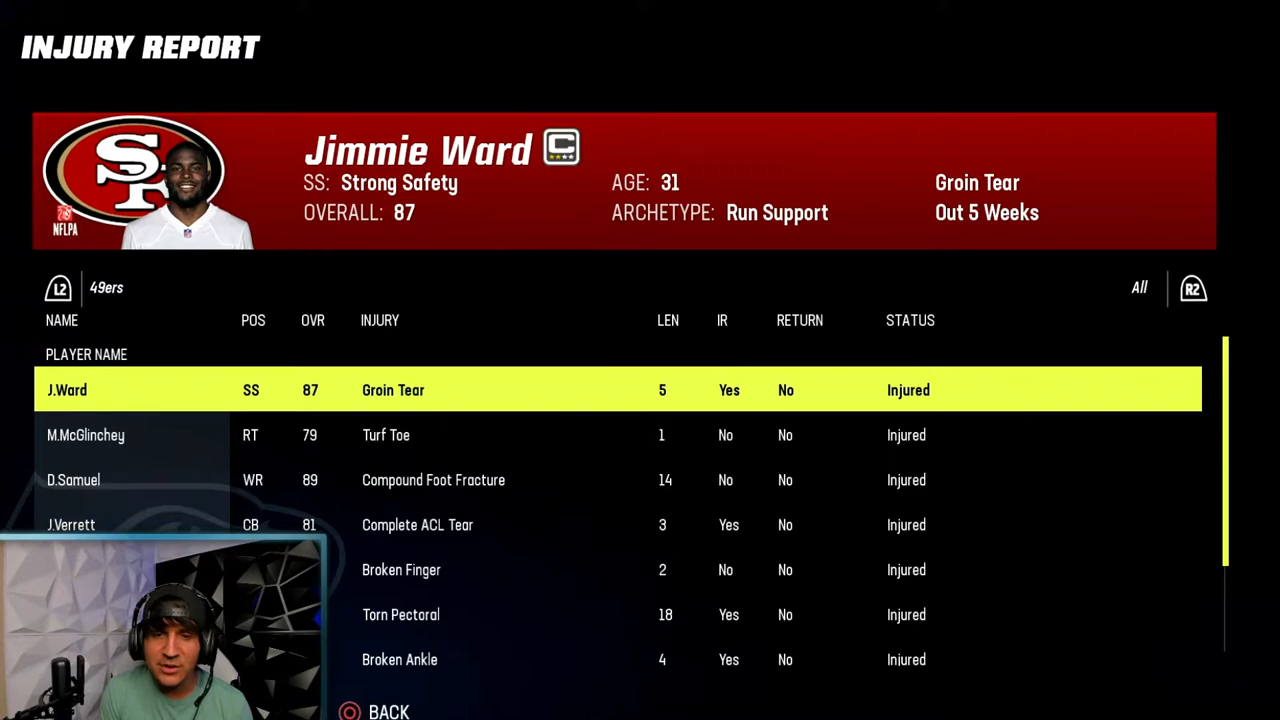 INJURY REPORT
Jimmie Ward C
SS: Strong Safety AGE: 31 Groin Tear
OVERALL: 87 ARCHETYPE: Run Support Out 5 Weeks
SF
NFLPA
L2 49ers All R2
NAME POS OVR INJURY LEN IR RETURN STATUS
PLAYER NAME
J.Ward SS 87 Groin Tear 5 Yes No Injured
M.McGlinchey RT 79 Turf Toe 1 No No Injured
D.Samuel WR 89 Compound Foot Fracture 14 No No Injured
J.Verrett CB 81 Complete ACL Tear 3 Yes No Injured
Broken Finger 2 No No Injured
Torn Pectoral 18 Yes No Injured
Broken Ankle 4 Yes No Injured
BACK